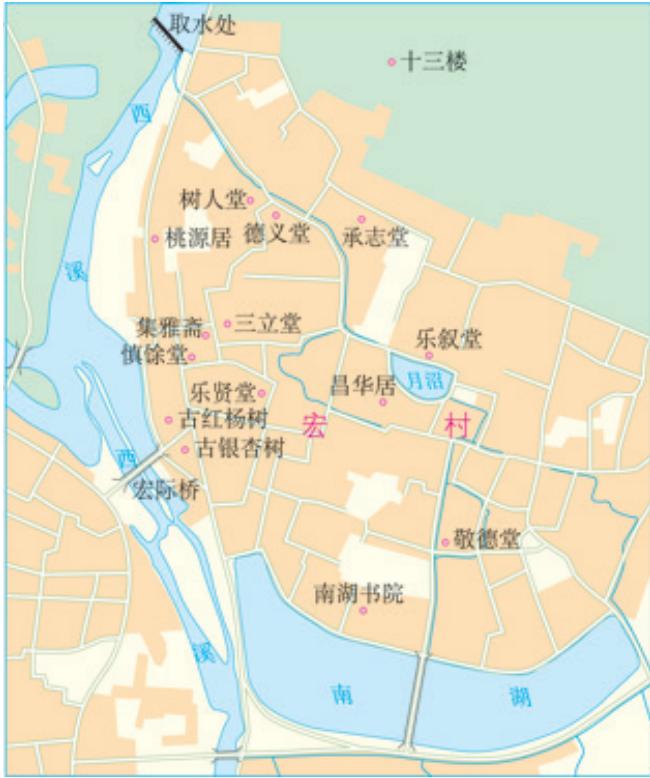 取水处
十三楼
西
树人堂
德义堂
承志堂
桃源居
溪
集雅斋
三立堂
慎馀堂
乐叙堂
月沼
乐贤堂
昌华居
古红杨树
宏
村
古银杏树
西
宏际桥
敬德堂
南湖书院
溪
南
湖